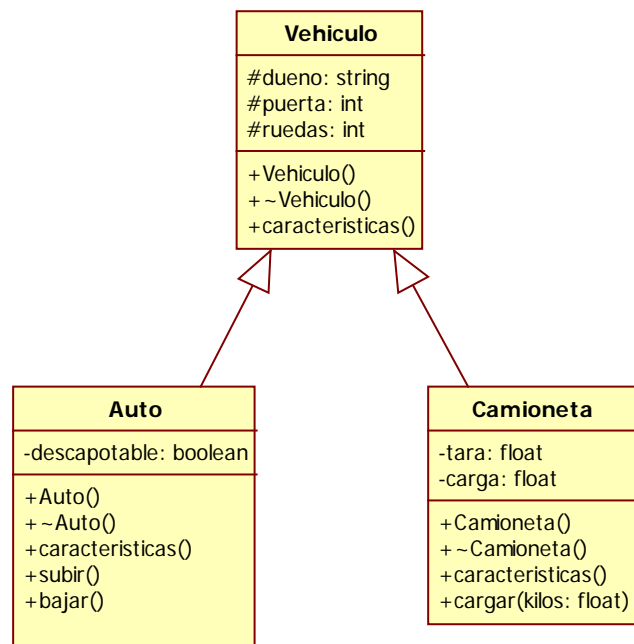 Vehiculo
#dueno: string
#puerta: int
#ruedas: int
+Vehiculo()
+~Vehiculo()
+caracteristicas()
Auto
-descapotable: boolean
+Auto()
+~Auto()
+caracteristicas()
+subir()
+bajar()
Camioneta
-tara: float
-carga: float
+Camioneta()
+~Camioneta()
+caracteristicas()
+cargar(kilos: float)